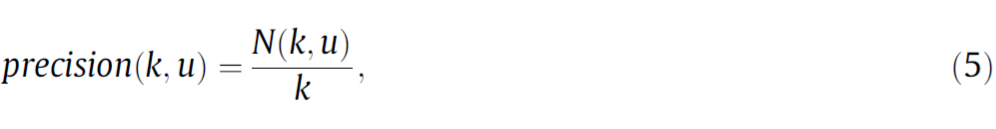 precision(k, u) = N(k, u) / k, (5)